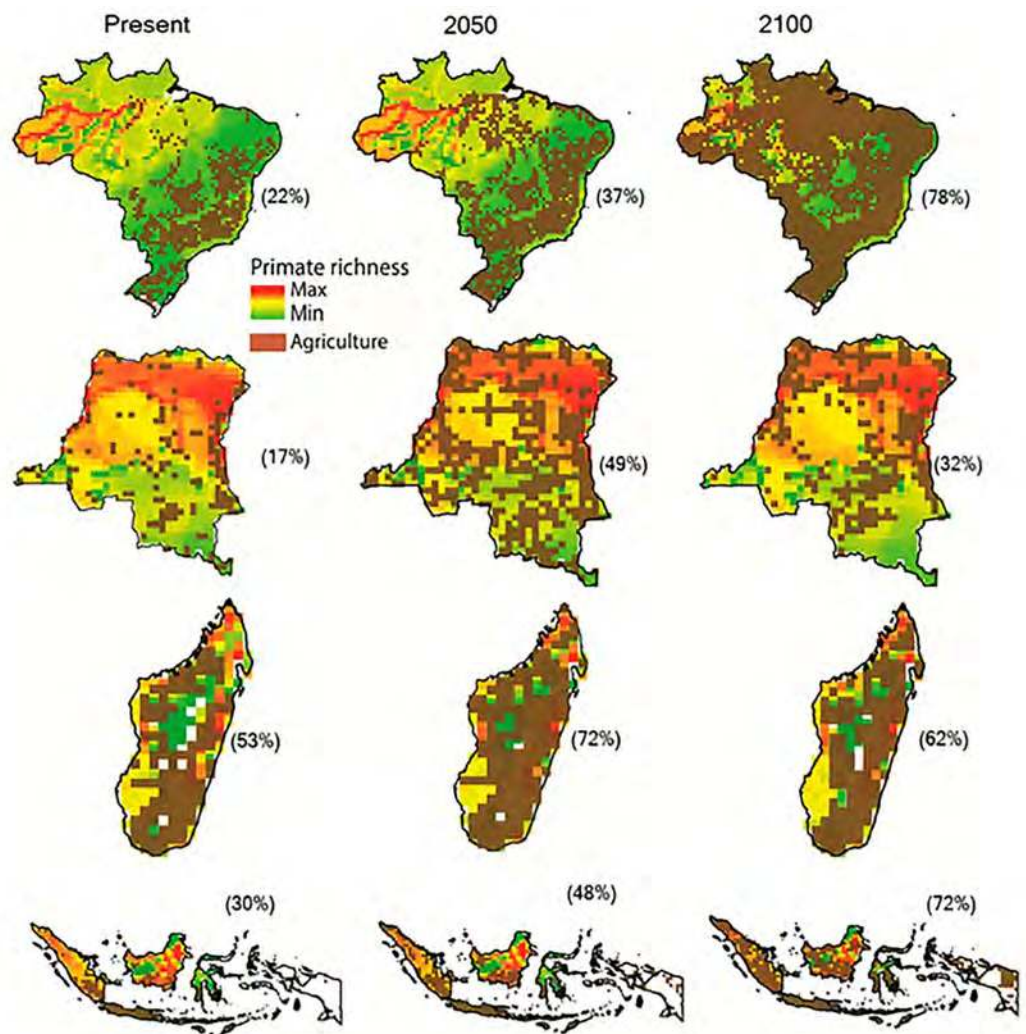 Present 2050 2100
(22%) (37%) (78%)
Primate richness
Max
Min
Agriculture
(17%) (49%) (32%)
(53%) (72%) (62%)
(30%) (48%) (72%)